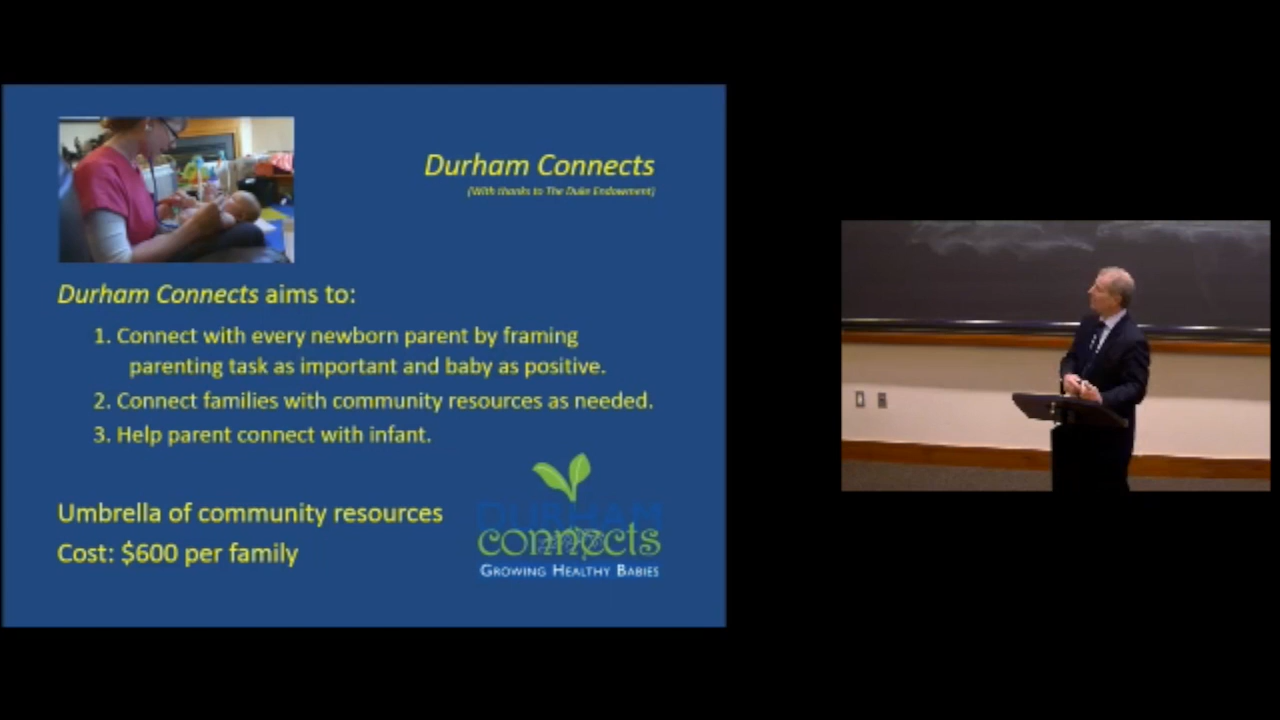 Durham Connects
(With thanks to The Duke Endowment)
Durham Connects aims to:
1. Connect with every newborn parent by framing
parenting task as important and baby as positive.
2. Connect families with community resources as needed.
3. Help parent connect with infant.
Umbrella of community resources
Cost: $600 per family
DURHAM
connects
GROWING HEALTHY BABIES